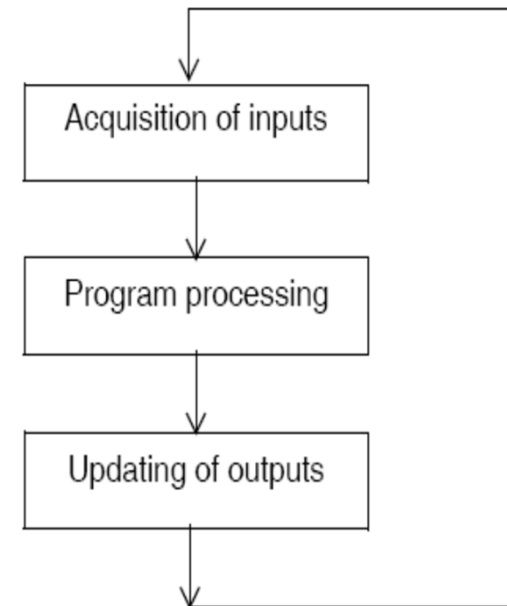 Acquisition of inputs
Program processing
Updating of outputs